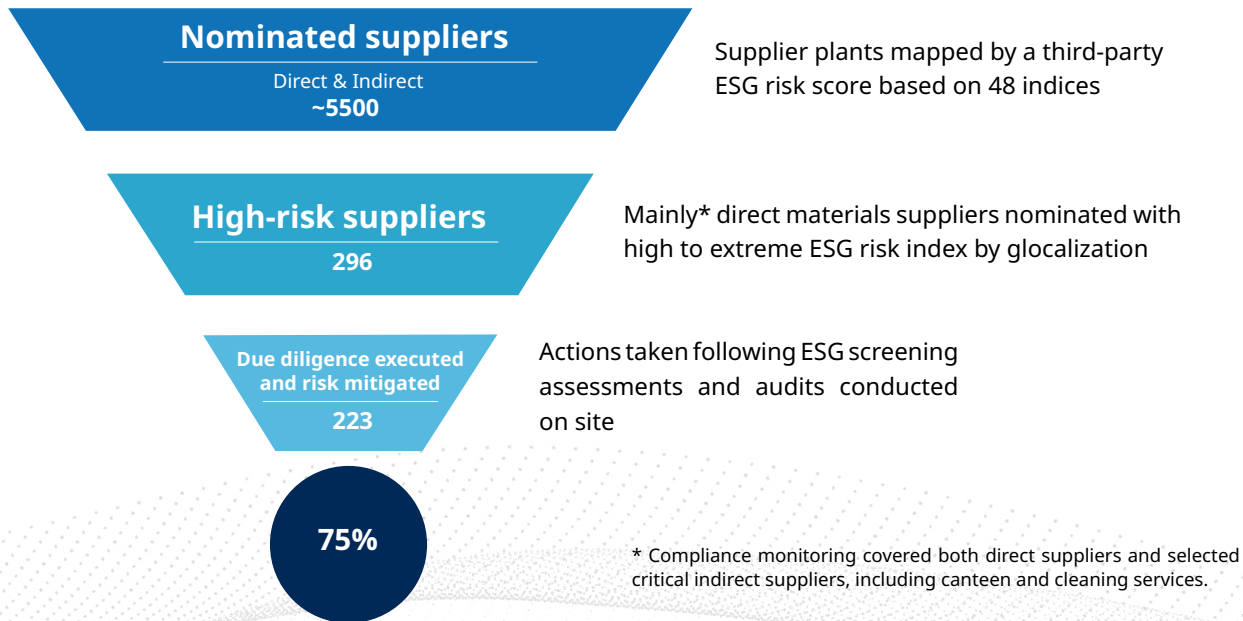 Nominated suppliers
Direct & Indirect
~5500
Supplier plants mapped by a third-party
ESG risk score based on 48 indices
High-risk suppliers
296
Mainly* direct materials suppliers nominated with
high to extreme ESG risk index by glocalization
Due diligence executed
and risk mitigated
223
Actions taken following ESG screening
assessments and audits conducted
on site
75%
* Compliance monitoring covered both direct suppliers and selected
critical indirect suppliers, including canteen and cleaning services.